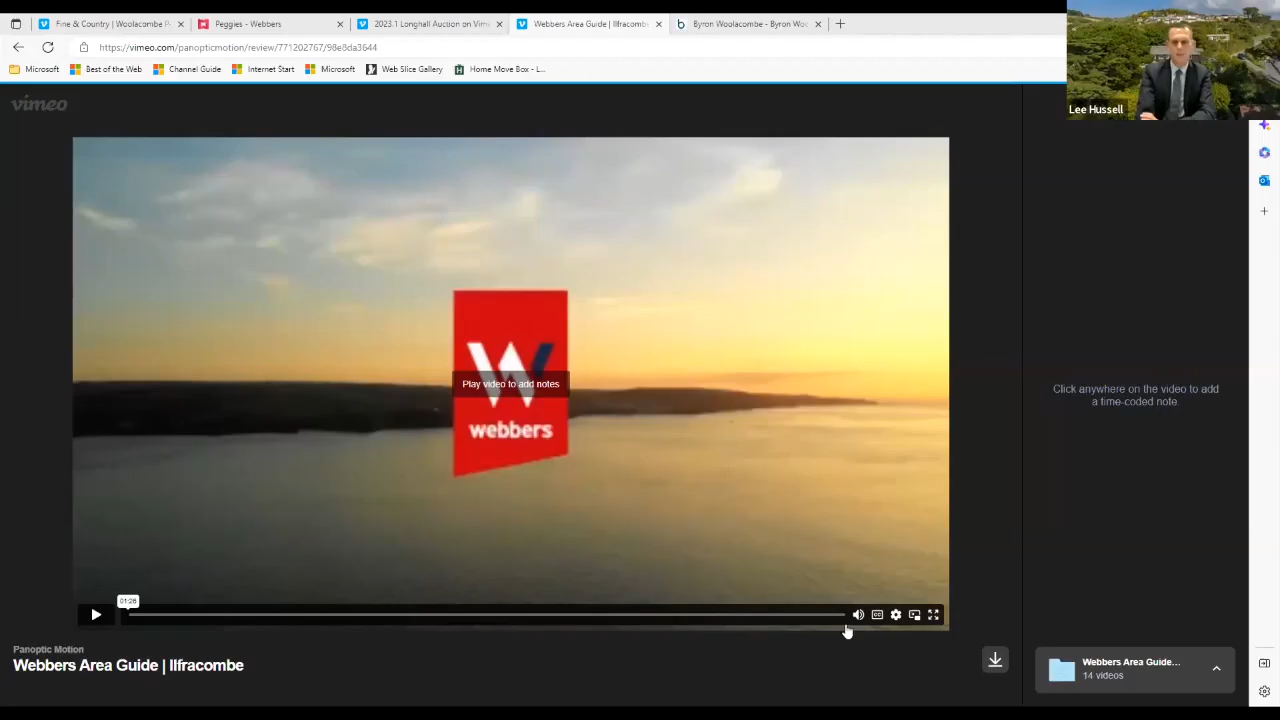 Fine & Country | Woolacombe P
Peggies - Webbers
2023.1 Longhall Auction on Vim
Webbers Area Guide | Ilfracombe
Byron Woolacombe - Byron Woo
https://vimeo.com/panopticmotion/review/771202767/98e8da3644
Microsoft
Best of the Web
Channel Guide
Internet Start
Microsoft
Web Slice Gallery
Home Move Box - L...
Lee Hussell
vimeo
W
Play video to add notes
webbers
Click anywhere on the video to add
a time-coded note.
01:26
CC
Panoptic Motion
Webbers Area Guide | Ilfracombe
Webbers Area Guide...
14 videos